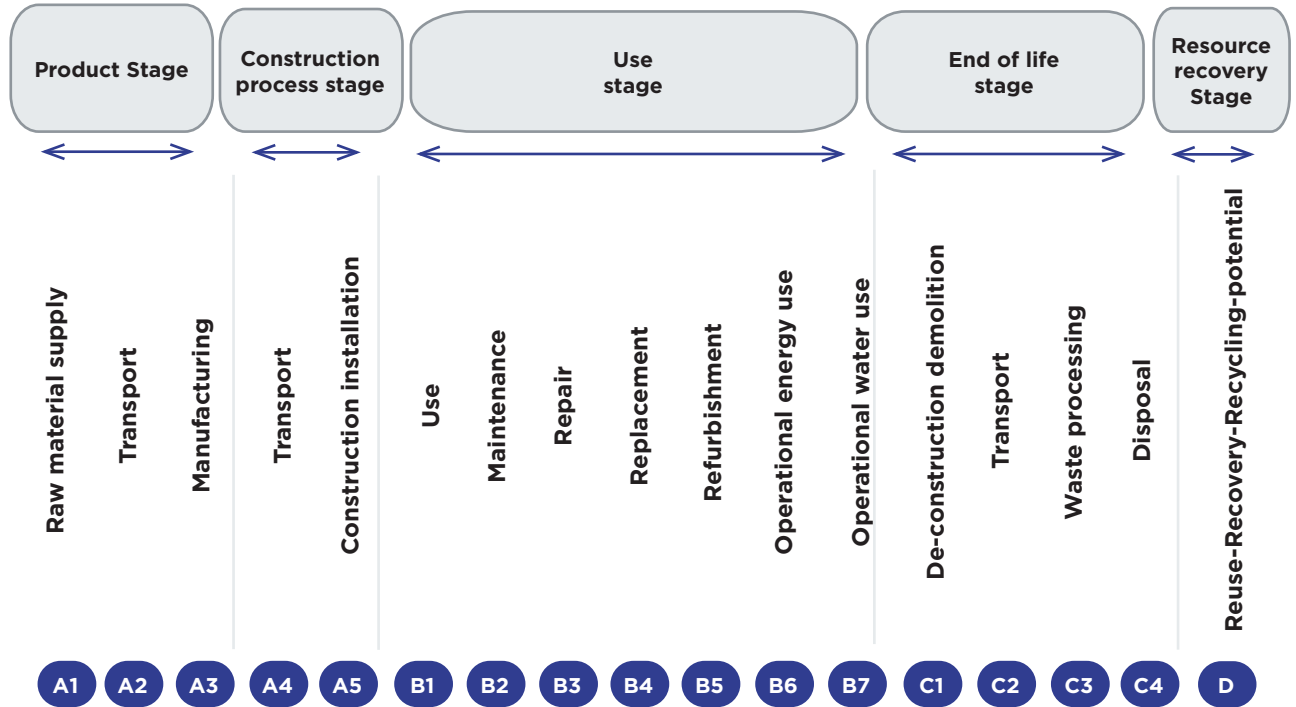 Product Stage
Construction
process stage
Use
stage
End of life
stage
Resource
recovery
Stage
Raw material supply
Transport
Manufacturing
Transport
Construction installation
Use
Maintenance
Repair
Replacement
Refurbishment
Operational energy use
Operational water use
De-construction demolition
Transport
Waste processing
Disposal
Reuse-Recovery-Recycling-potential
A1
A2
A3
A4
A5
B1
B2
B3
B4
B5
B6
B7
C1
C2
C3
C4
D